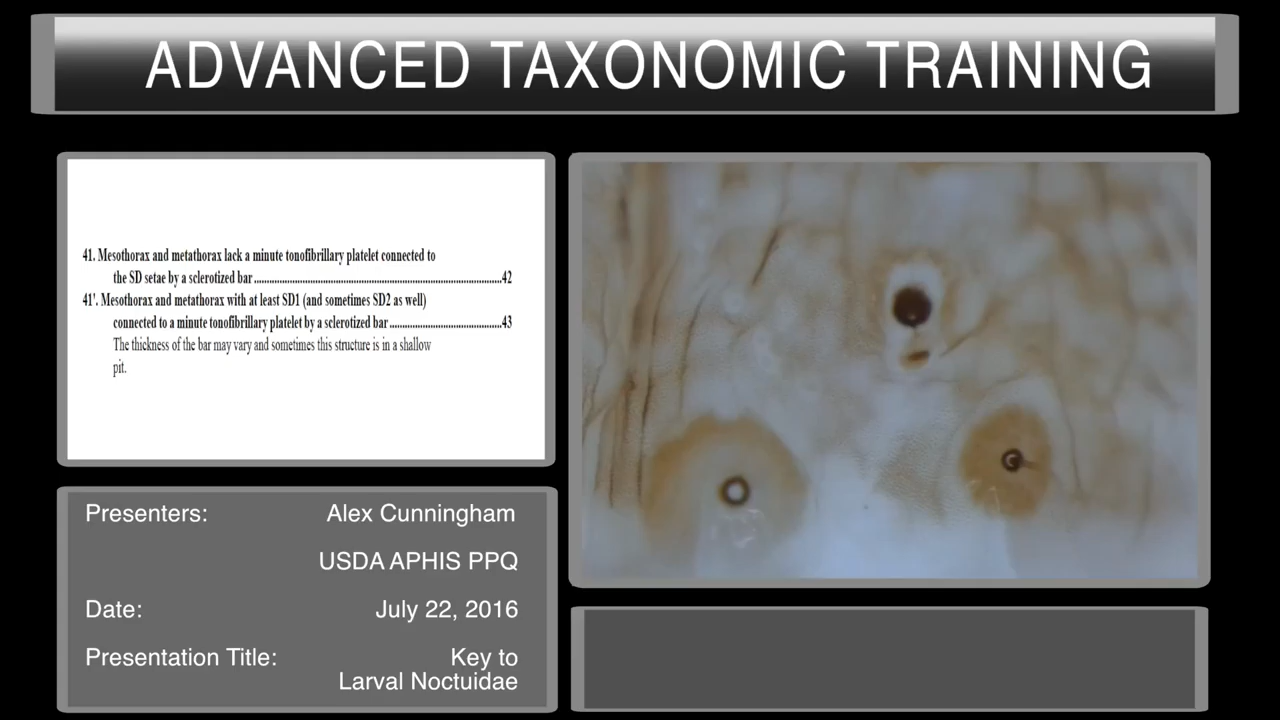 ADVANCED TAXONOMIC TRAINING
41. Mesothorax and metathorax lack a minute tonofibrillary platelet connected to
the SD setae by a sclerotized bar...............................................................................................42
41'. Mesothorax and metathorax with at least SD1 (and sometimes SD2 as well)
connected to a minute tonofibrillary platelet by a sclerotized bar...........................................43
The thickness of the bar may vary and sometimes this structure is in a shallow
pit.
Presenters: Alex Cunningham
USDA APHIS PPQ
Date: July 22, 2016
Presentation Title: Key to
Larval Noctuidae